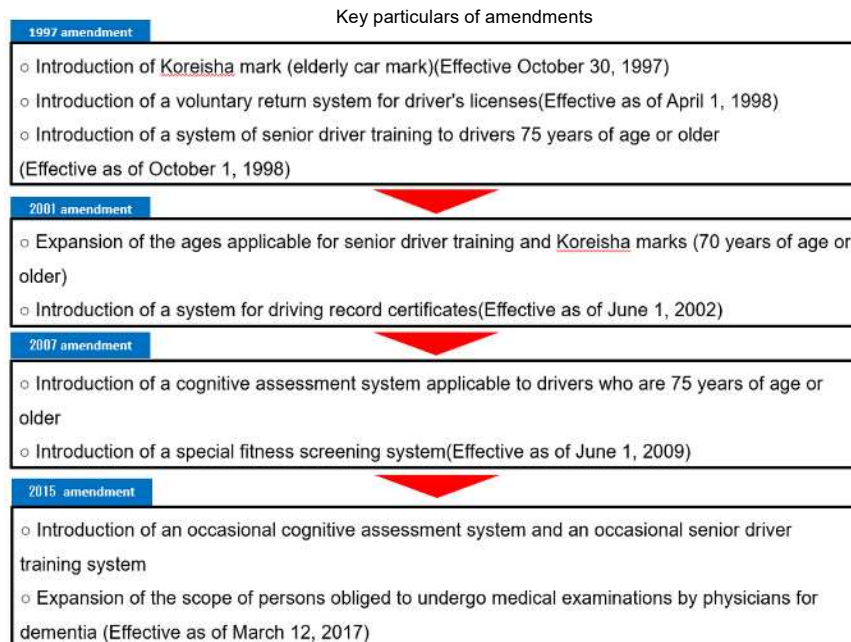 Key particulars of amendments
1997 amendment
○ Introduction of Koreisha mark (elderly car mark)(Effective October 30, 1997)
○ Introduction of a voluntary return system for driver's licenses(Effective as of April 1, 1998)
○ Introduction of a system of senior driver training to drivers 75 years of age or older
(Effective as of October 1, 1998)
2001 amendment
○ Expansion of the ages applicable for senior driver training and Koreisha marks (70 years of age or
older)
○ Introduction of a system for driving record certificates(Effective as of June 1, 2002)
2007 amendment
○ Introduction of a cognitive assessment system applicable to drivers who are 75 years of age or
older
○ Introduction of a special fitness screening system(Effective as of June 1, 2009)
2015 amendment
○ Introduction of an occasional cognitive assessment system and an occasional senior driver
training system
○ Expansion of the scope of persons obliged to undergo medical examinations by physicians for
dementia (Effective as of March 12, 2017)